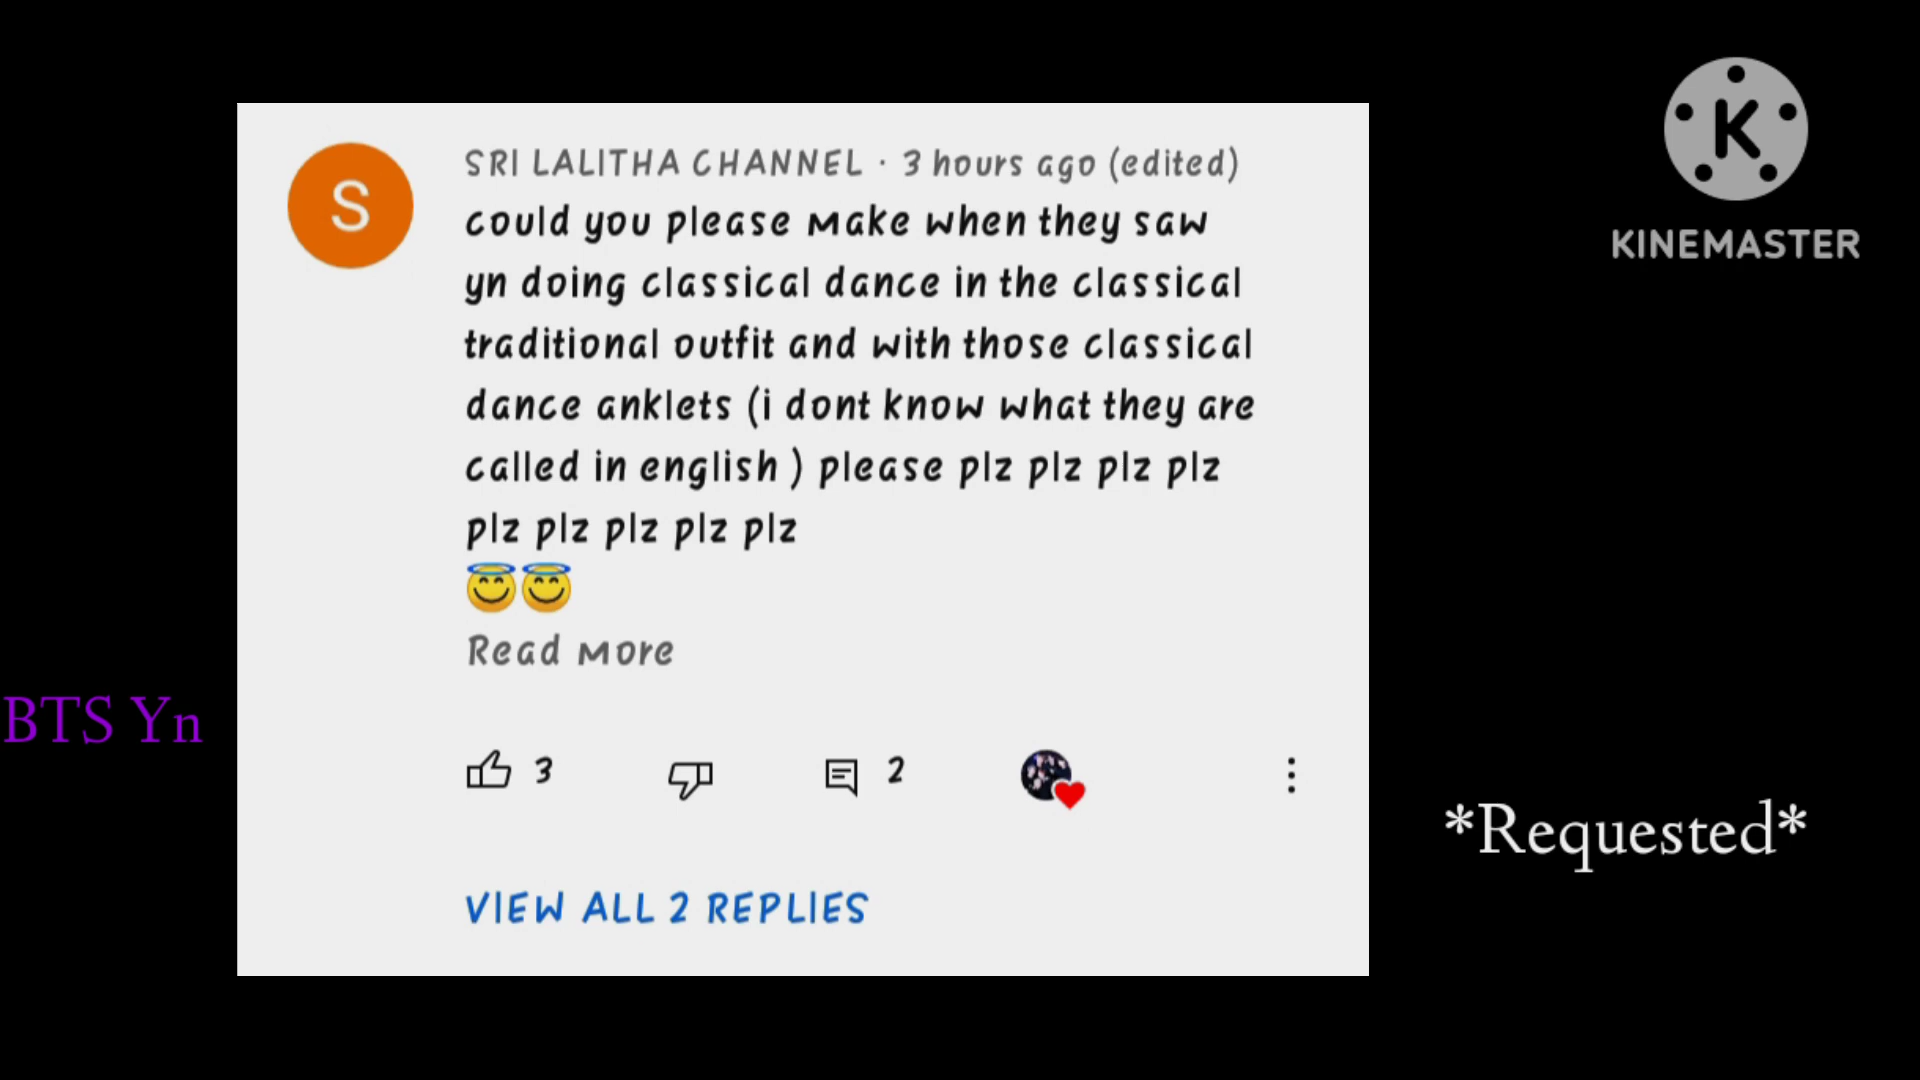 K
KINEMASTER
S
SRI LALITHA CHANNEL · 3 hours ago (edited)
could you please make when they saw
yn doing classical dance in the classical
traditional outfit and with those classical
dance anklets (i dont know what they are
called in english ) please plz plz plz plz
plz plz plz plz plz
😇😇
Read more
BTS Yn
3
2
*Requested*
VIEW ALL 2 REPLIES